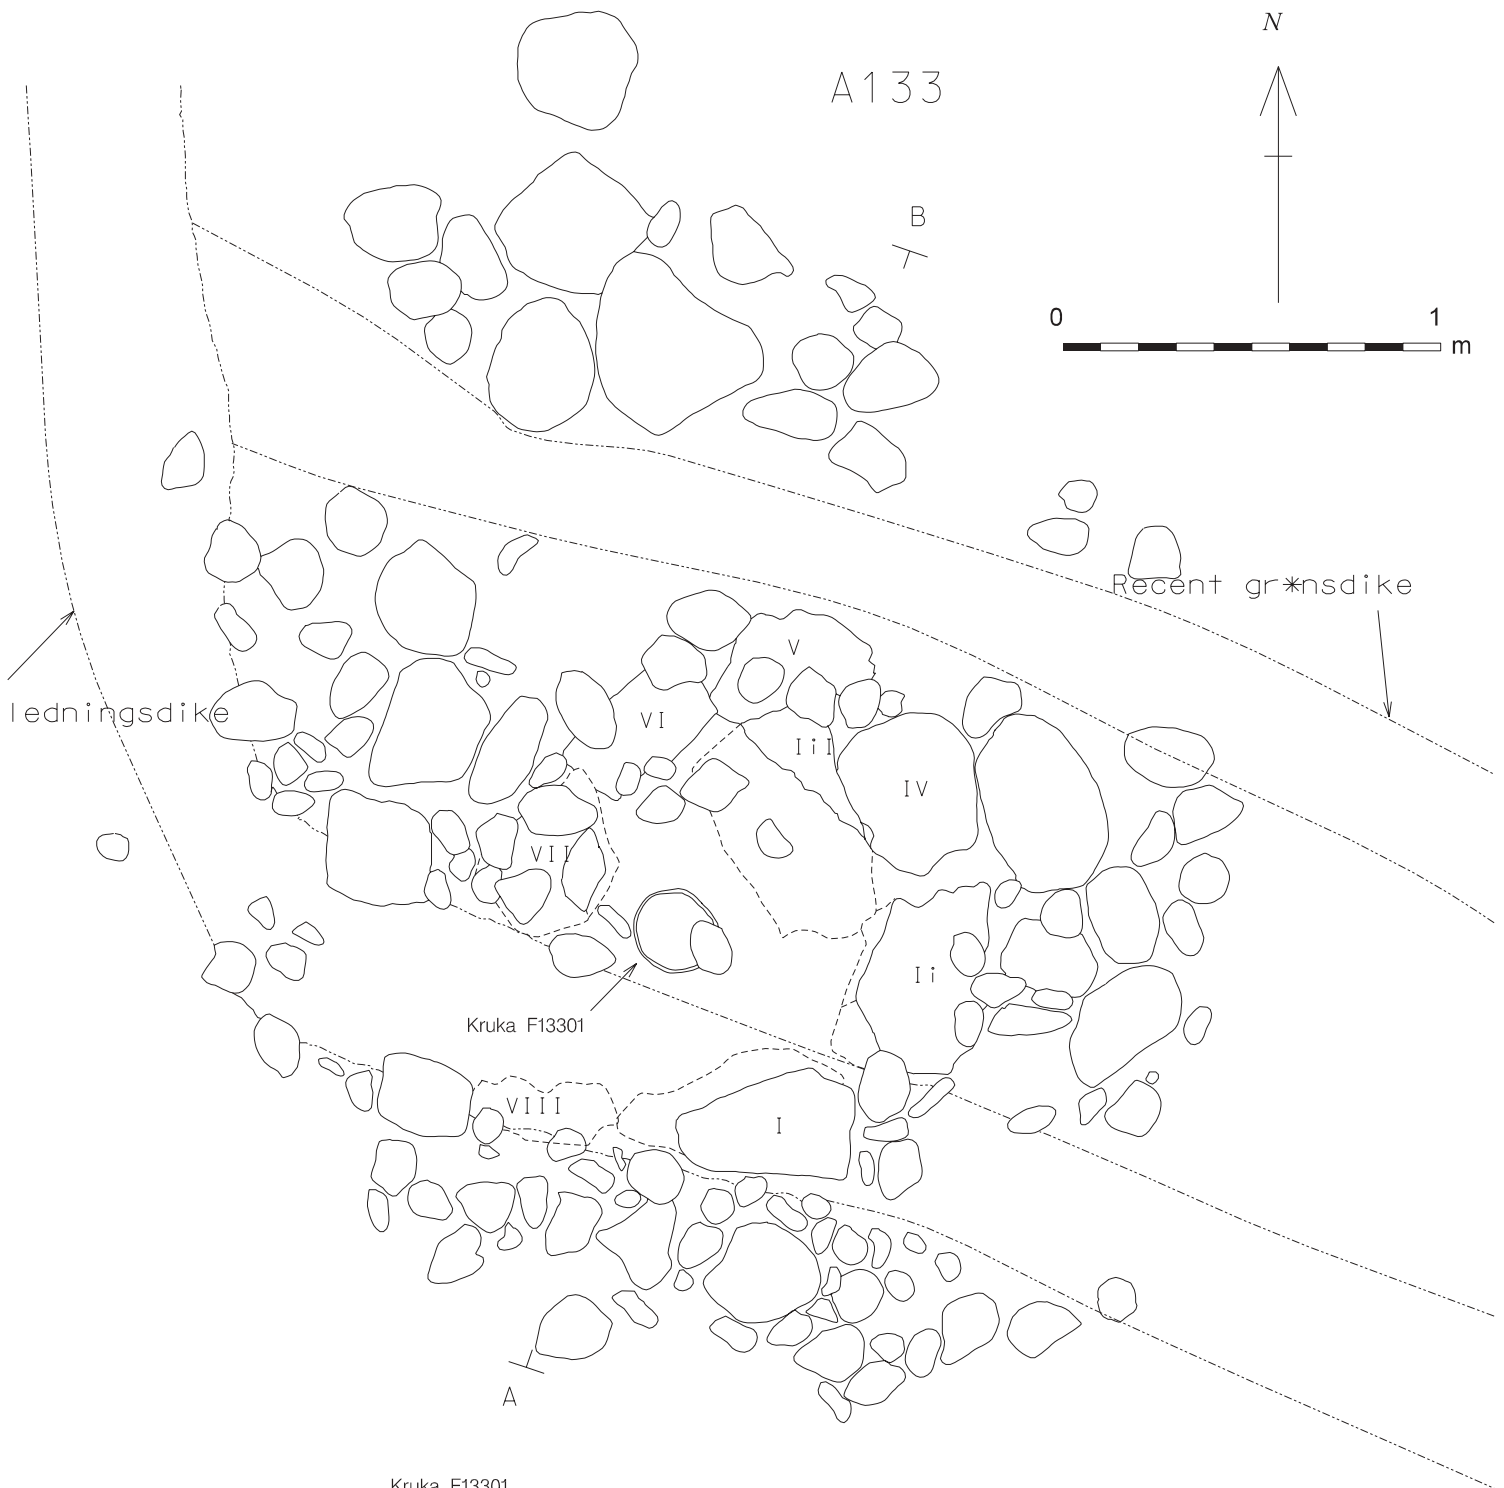 N
A133
B
0 1
m
Recent gr*nsdike
V
VI
IiI
ledningsdike
IV
VII
Ii
Kruka F13301
VIII
I
A
Kruka F13301